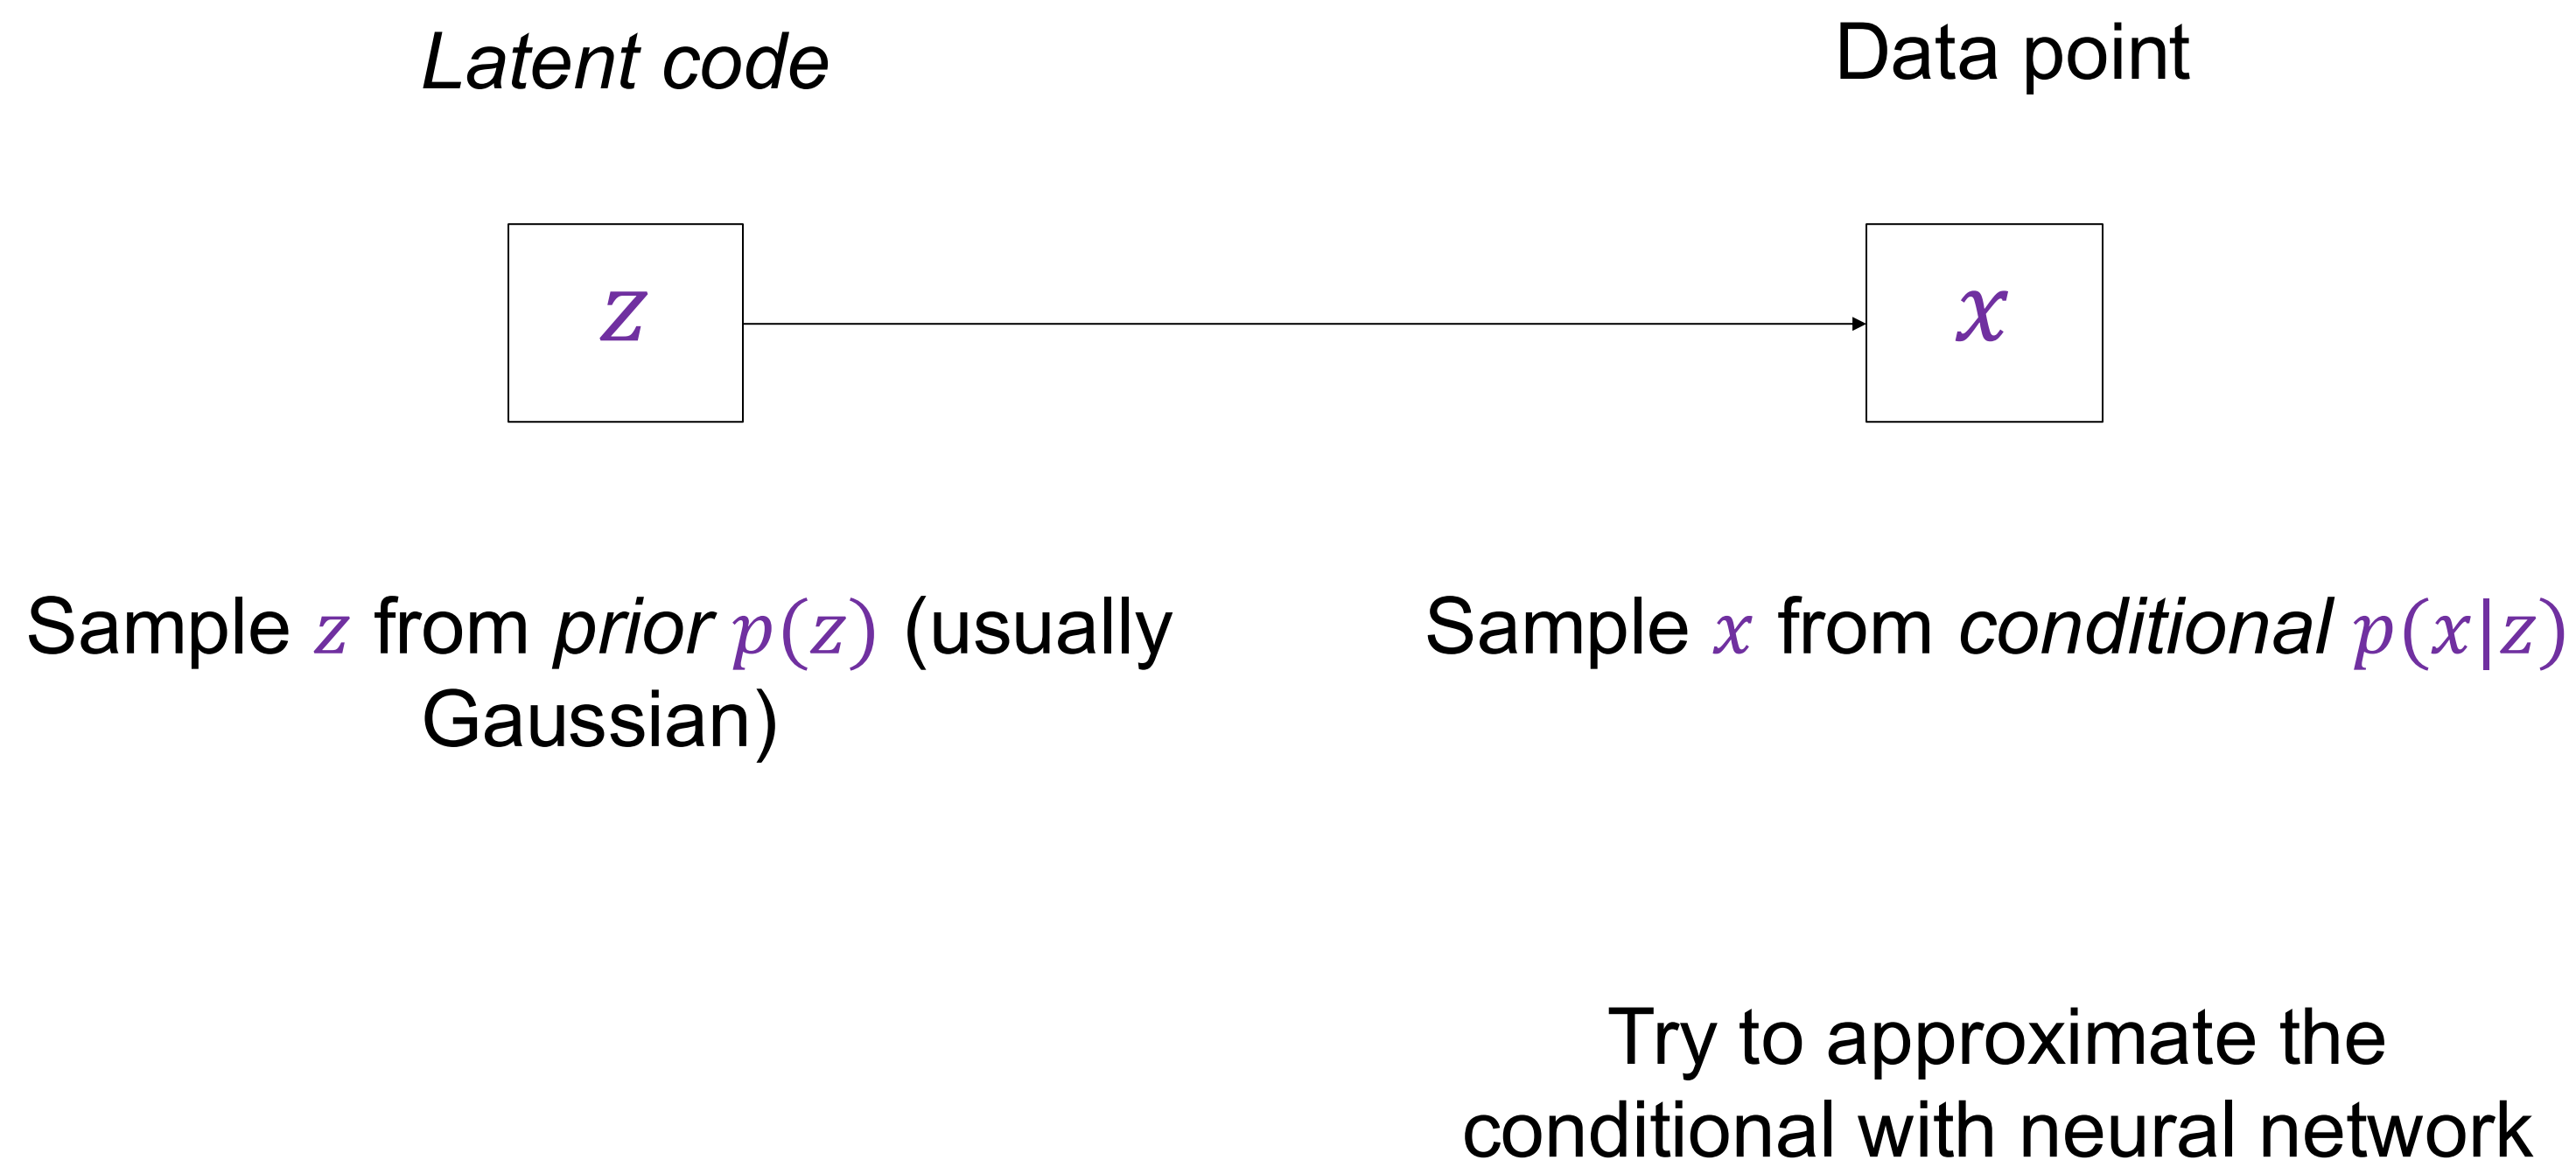 Latent code
Data point
z
x
Sample z from prior p(z) (usually
Gaussian)
Sample x from conditional p(x|z)
Try to approximate the
conditional with neural network